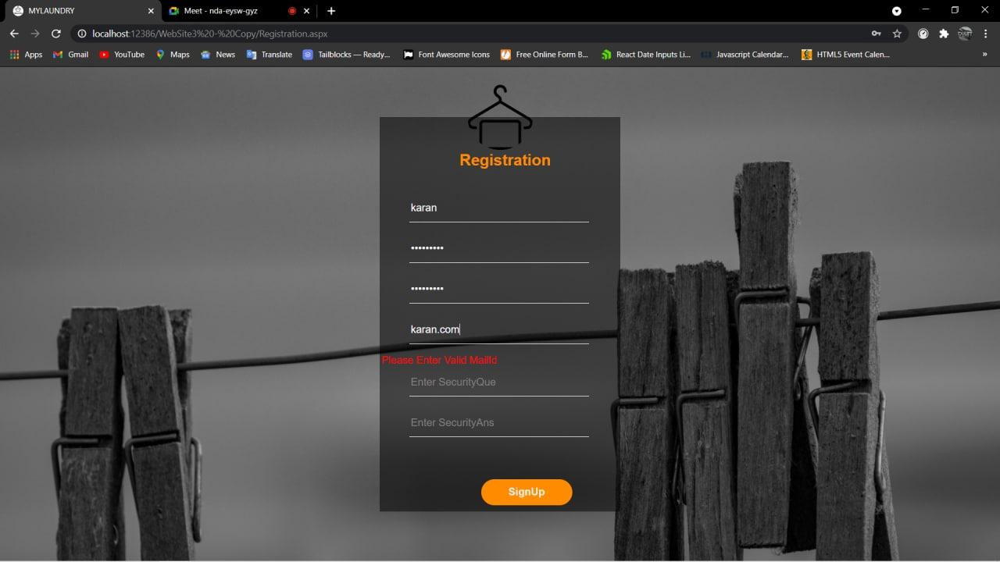 MYLAUNDRY
Meet - nda-eysw-gyz
localhost:12386/WebSite3%20-%20Copy/Registration.aspx
Apps
Gmail
YouTube
Maps
News
Translate
Tailblocks — Ready...
Font Awesome Icons
Free Online Form B...
React Date Inputs Li...
Javascript Calendar...
HTML5 Event Calen...
»
Registration
karan
•••••••••
•••••••••
karan.com
Please Enter Valid MailId
Enter SecurityQue
Enter SecurityAns
SignUp